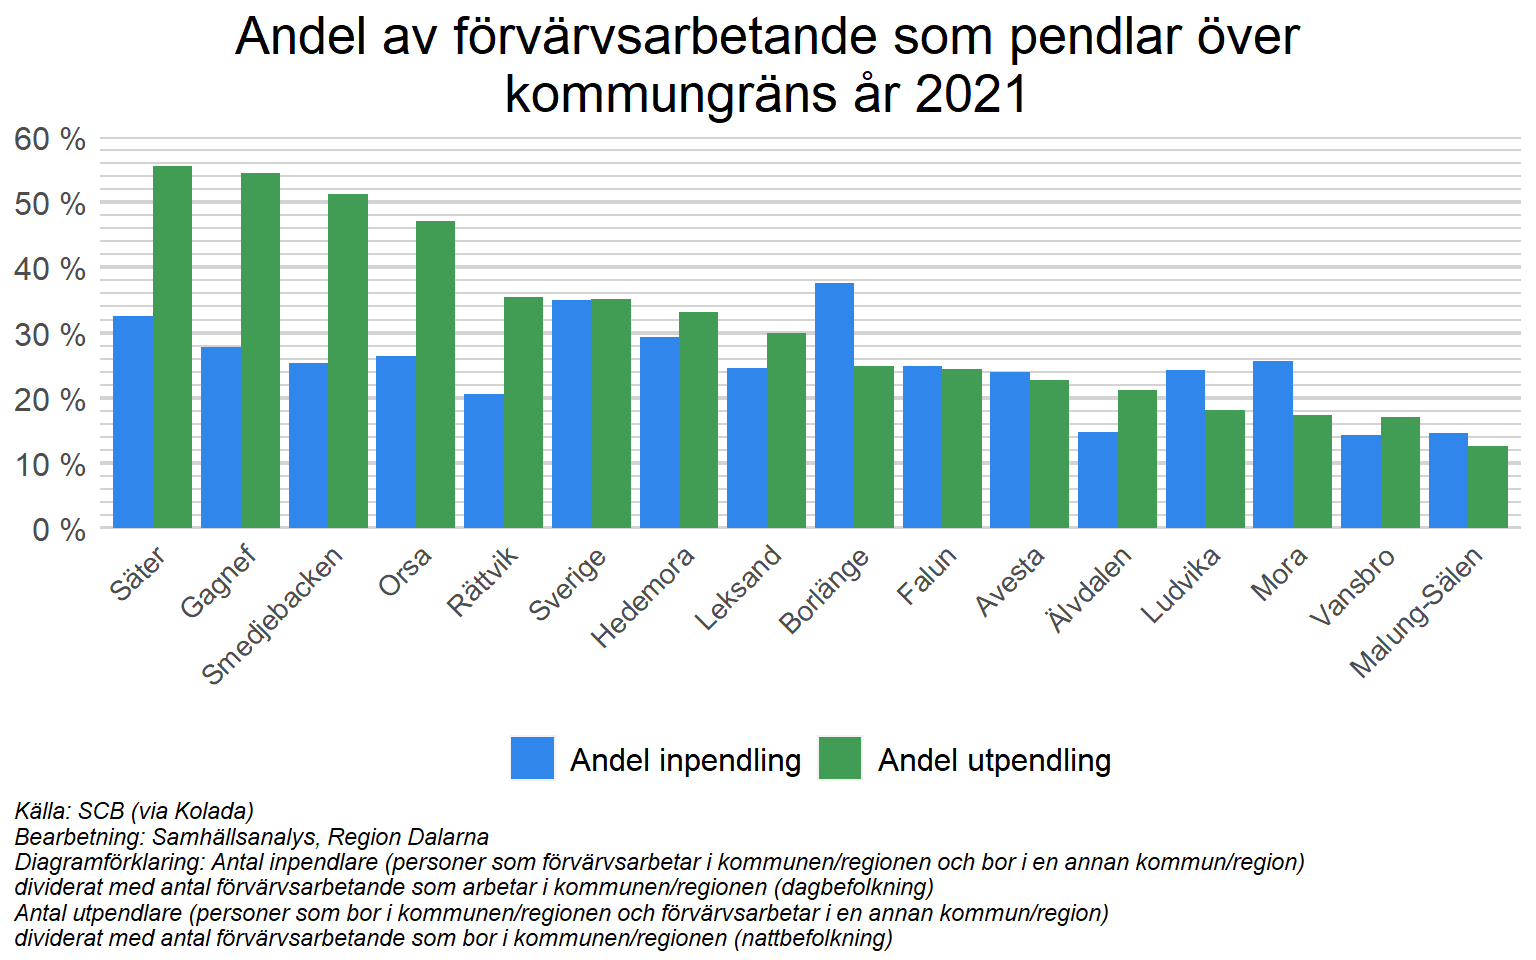 Andel av förvärvsarbetande som pendlar över
kommungräns år 2021
60 %
50 %
40 %
30 %
20 %
10 %
0 %
Säter
Gagnef
Smedjebacken
Orsa
Rättvik
Sverige
Hedemora
Leksand
Borlänge
Falun
Avesta
Älvdalen
Ludvika
Mora
Vansbro
Malung-Sälen
Andel inpendling
Andel utpendling
Källa: SCB (via Kolada)
Bearbetning: Samhällsanalys, Region Dalarna
Diagramförklaring: Antal inpendlare (personer som förvärvsarbetar i kommunen/regionen och bor i en annan kommun/region)
dividerat med antal förvärvsarbetande som arbetar i kommunen/regionen (dagbefolkning)
Antal utpendlare (personer som bor i kommunen/regionen och förvärvsarbetar i en annan kommun/region)
dividerat med antal förvärvsarbetande som bor i kommunen/regionen (nattbefolkning)